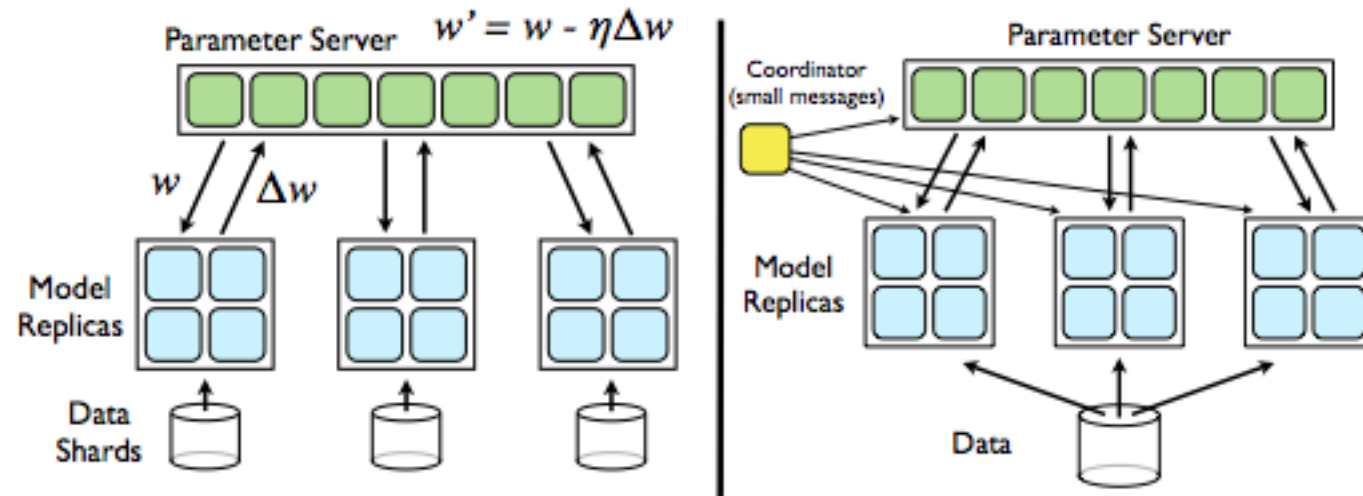 Parameter Server
w' = w - ηΔw
w
Δw
Model
Replicas
Data
Shards
Parameter Server
Coordinator
(small messages)
Model
Replicas
Data